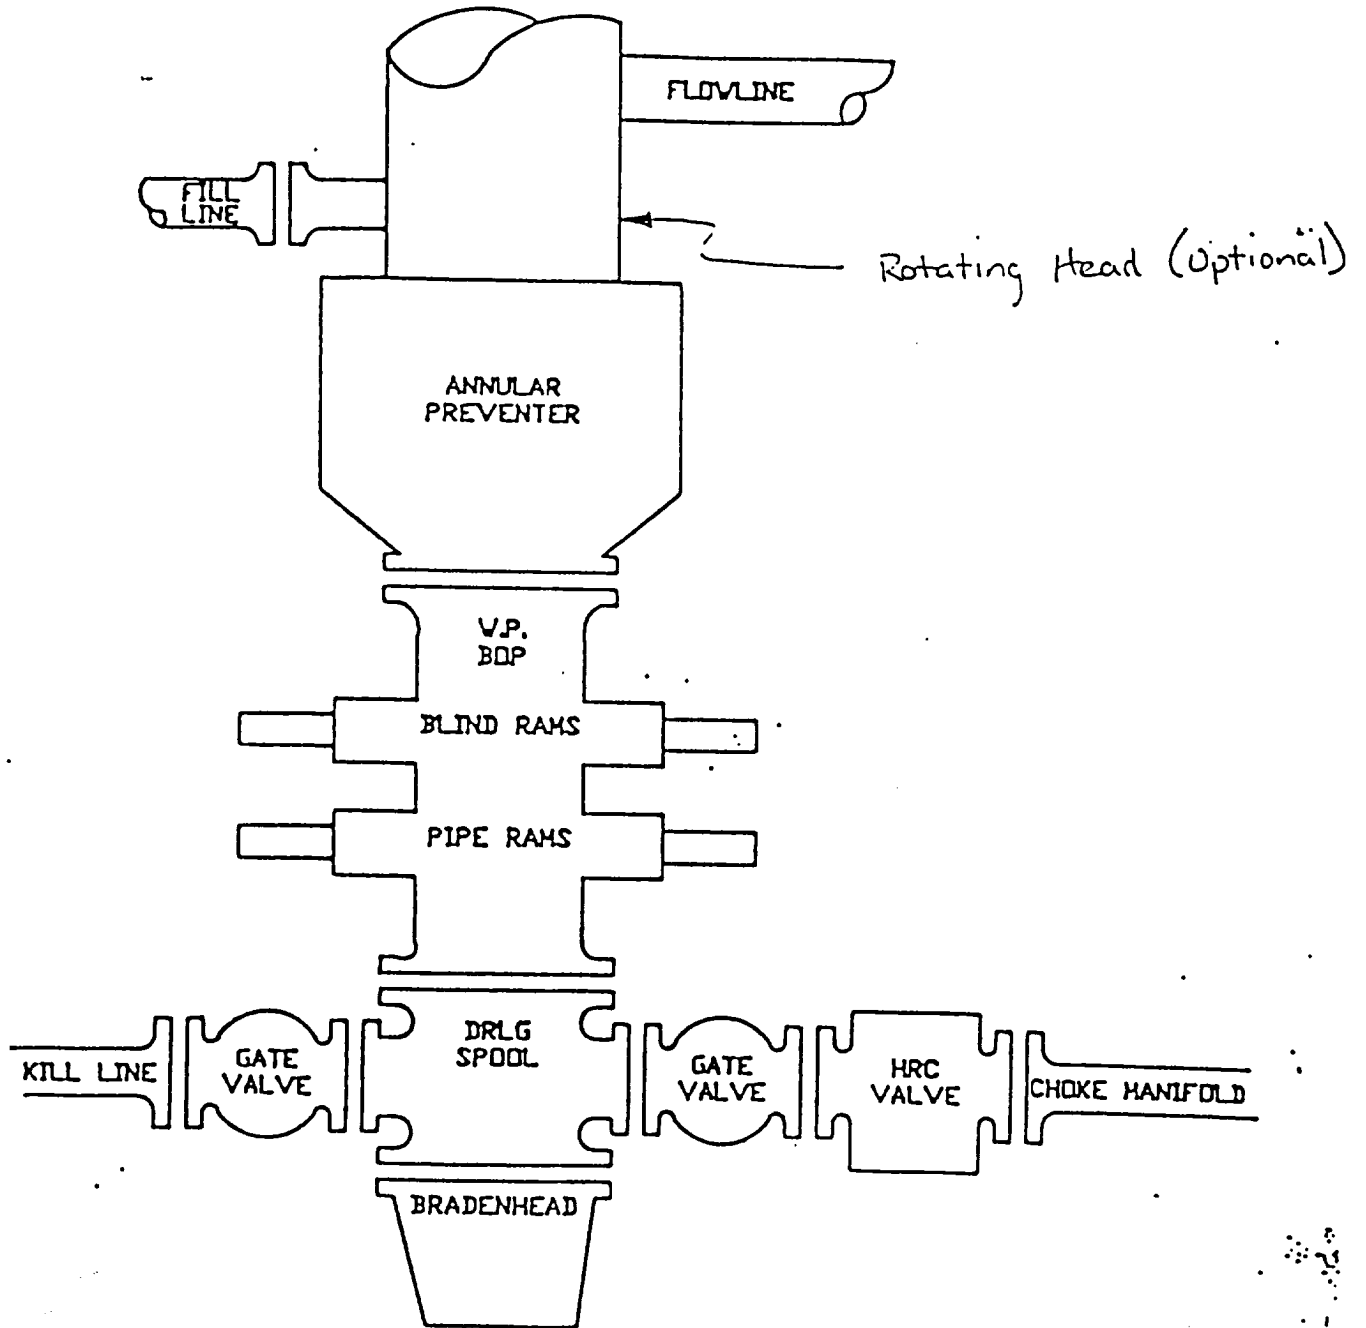 FLOWLINE
FILL
LINE
Rotating Head (Optional)
ANNULAR
PREVENTER
W.P.
BOP
BLIND RAMS
PIPE RAMS
DRLG
SPOOL
KILL LINE
GATE
VALVE
GATE
VALVE
HRC
VALVE
CHOKE MANIFOLD
BRADENHEAD